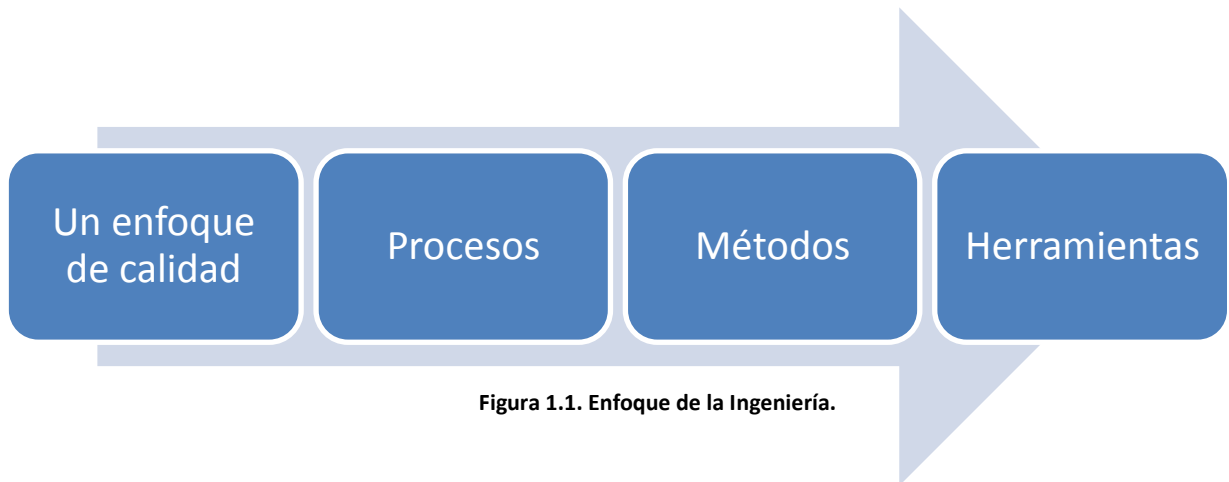 Un enfoque
de calidad
Procesos
Métodos
Herramientas
Figura 1.1. Enfoque de la Ingeniería.